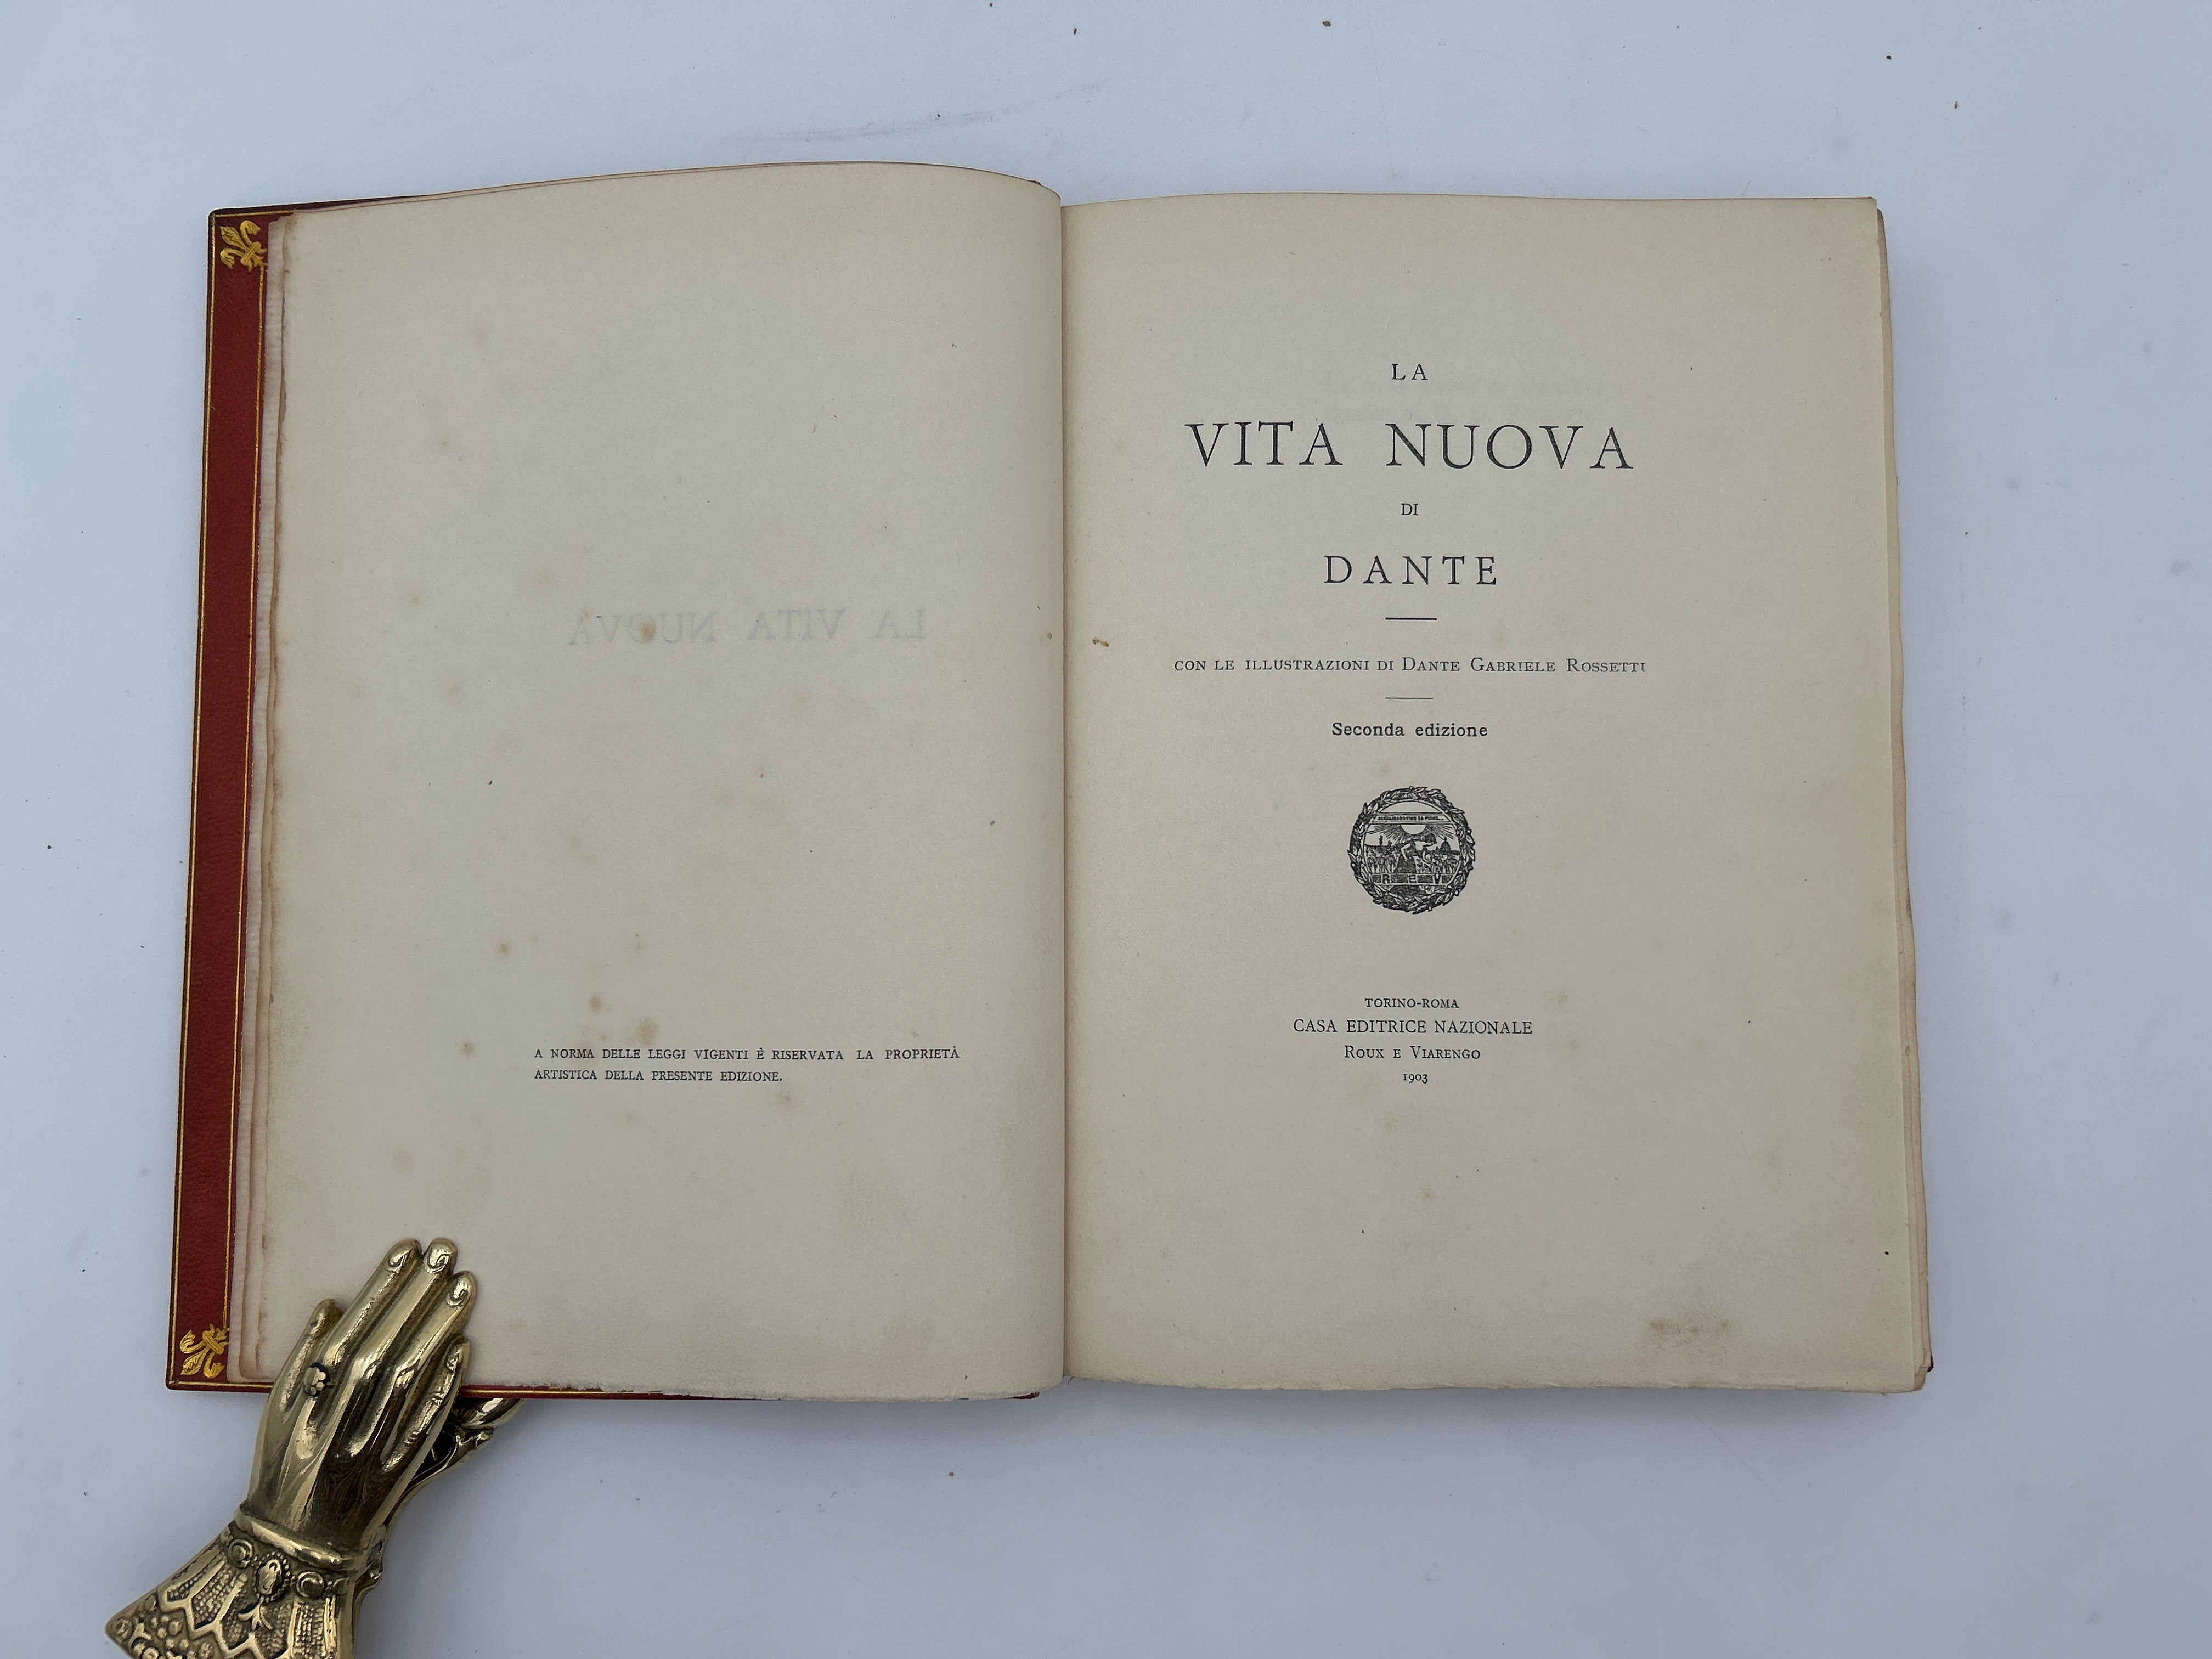 LA VITA NUOVA
A NORMA DELLE LEGGI VIGENTI È RISERVATA LA PROPRIETÀ
ARTISTICA DELLA PRESENTE EDIZIONE.
LA
VITA NUOVA
DI
DANTE
CON LE ILLUSTRAZIONI DI DANTE GABRIELE ROSSETTI
Seconda edizione
R E V
TORINO-ROMA
CASA EDITRICE NAZIONALE
ROUX E VIARENGO
1903